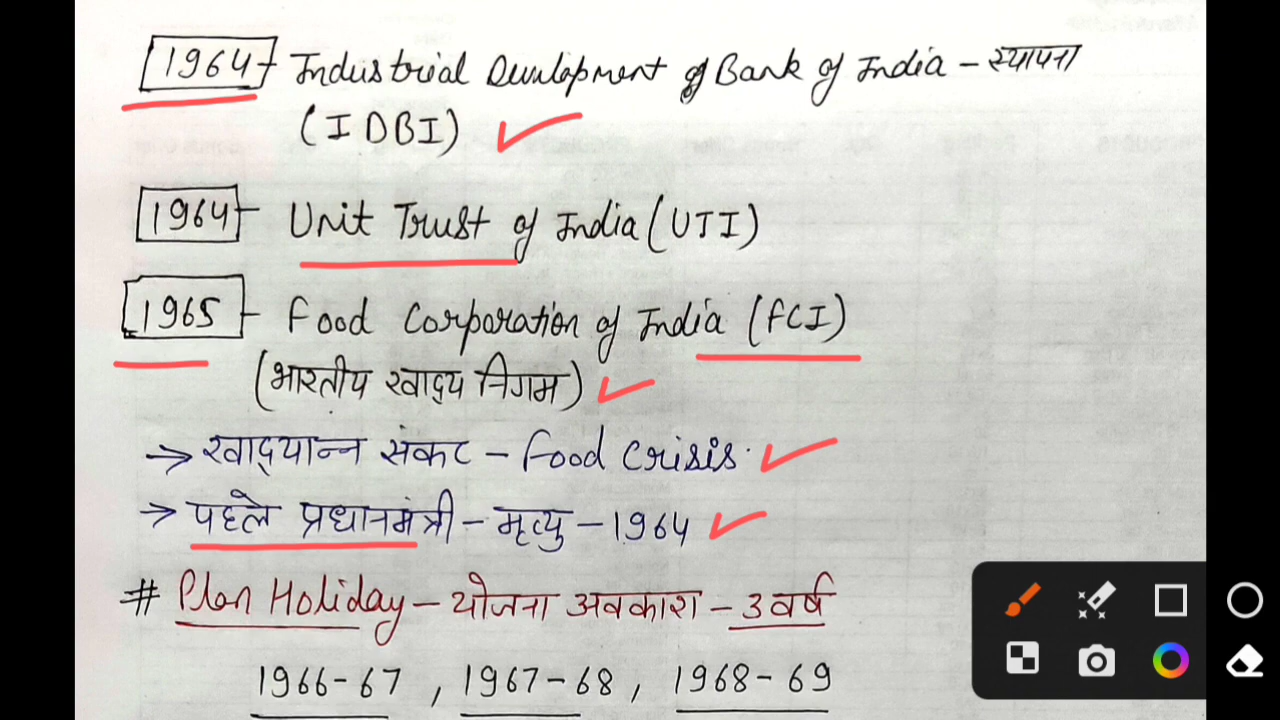 1964- Industrial Development of Bank of India - स्थापना
(IDBI)
1964- Unit Trust of India (UTI)
1965- Food Corporation of India (FCI)
(भारतीय खाद्य निगम)
→ खाद्यान्न संकट - Food Crisis.
→ पहले प्रधानमंत्री - मृत्यु - 1964
# Plan Holiday - योजना अवकाश - 3 वर्ष
1966-67, 1967-68, 1968-69